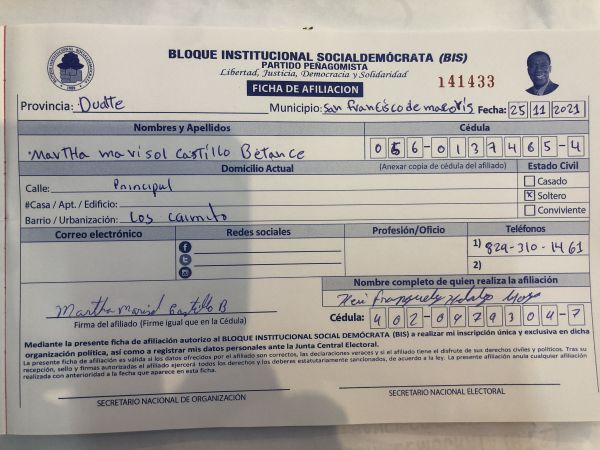 BLOQUE INSTITUCIONAL SOCIALDEMÓCRATA (BIS)
PARTIDO PEÑAGOMISTA
Libertad, Justicia, Democracia y Solidaridad
FICHA DE AFILIACION
141433
Provincia: Duarte Municipio: San Francisco de macoris Fecha: 25 11 2021
Nombres y Apellidos Cédula
Martha marisol Castillo Betance 056-0137465-4
Domicilio Actual (Anexar copia de cédula del afiliado) Estado Civil
Calle: Principal Casado
#Casa / Apt. / Edificio: X Soltero
Barrio / Urbanización: Los Caimito Conviviente
Correo electrónico Redes sociales Profesión/Oficio Teléfonos
1) 829-310-1461
2)
Nombre completo de quien realiza la afiliación
Martha Marisol Castillo B Hidalgo
Firma del afiliado (Firme igual que en la Cédula) Cédula: 402-0479304-7
Mediante la presente ficha de afiliación autorizo al BLOQUE INSTITUCIONAL SOCIAL DEMÓCRATA (BIS) a realizar mi inscripción única y exclusiva en dicha
organización política, así como a registrar mis datos personales ante la Junta Central Electoral.
La presente ficha de afiliación es válida si los datos ofrecidos por el afiliado son correctos, las declaraciones veraces y si el afiliado tiene el disfrute de sus derechos civiles y políticos. Tras su
recepción, sello y firmas autorizadas el afiliado ejercerá todos los derechos y los deberes estatutariamente sancionados, de acuerdo a la ley. La presente afiliación anula cualquier afiliación
realizada con anterioridad a la fecha que aparece en esta ficha.
SECRETARIO NACIONAL DE ORGANIZACIÓN SECRETARIO NACIONAL ELECTORAL